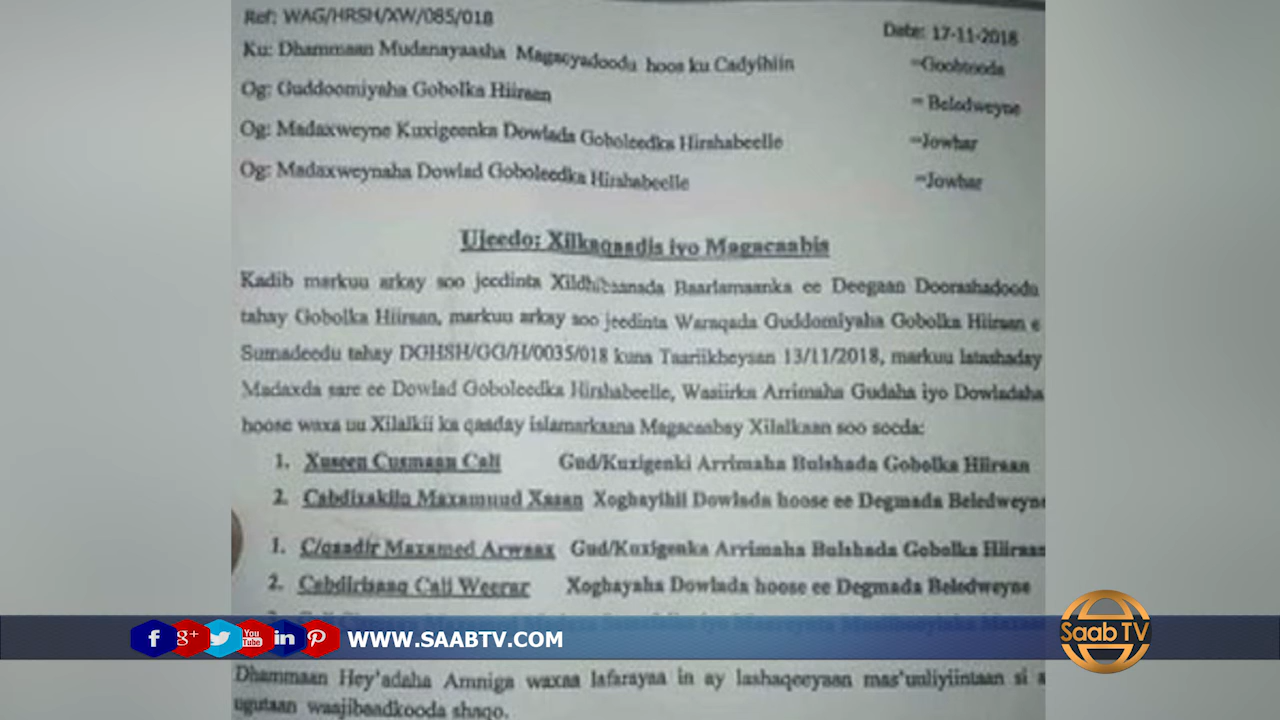 Ref: WAG/HRSH/XW/085/018
Date: 17-11-2018
Ku: Dhammaan Mudanayaasha Magacyadoodu hoos ku Cadyihiin =Goobtooda
Og: Guddoomiyaha Gobolka Hiiraan = Beledweyne
Og: Madaxweyne Kuxigeenka Dowlada Goboleedka Hirshabeelle =Jowhar
Og: Madaxweynaha Dowlad Goboleedka Hirshabeelle =Jowhar
Ujeedo: Xilkaqaadis iyo Magacaabis
Kadib markuu arkay soo jeedinta Xildhibaanada Baarlamaanka ee Deegaan Doorashadoodu
tahay Gobolka Hiiraan, markuu arkay soo jeedinta Waraqada Guddomiyaha Gobolka Hiiraan e
Sumadeedu tahay DGHSH/GG/H/0035/018 kuna Taariikheysan 13/11/2018, markuu latashaday
Madaxda sare ee Dowlad Goboleedka Hirshabeelle, Wasiirka Arrimaha Gudaha iyo Dowladaha
hoose waxa uu Xilalkii ka qaaday islamarkaana Magacaabay Xilalkaan soo socda:
1. Xuseen Cusmaan Cali Gud/Kuxigenki Arrimaha Bulshada Gobolka Hiiraan
2. Cabdixakiin Maxamuud Xasan Xoghayihii Dowlada hoose ee Degmada Beledweyne
1. C/qaadir Maxamed Arwaax Gud/Kuxigenka Arrimaha Bulshada Gobolka Hiiraan
2. Cabdirisaaq Cali Weerar Xoghayaha Dowlada hoose ee Degmada Beledweyne
WWW.SAABTV.COM
Saab TV
Dhammaan Hey'adaha Amniga waxaa lafarayaa in ay lashaqeeyaan mas'uuliyiintaan si a
ugutaan waajibaadkooda shaqo.